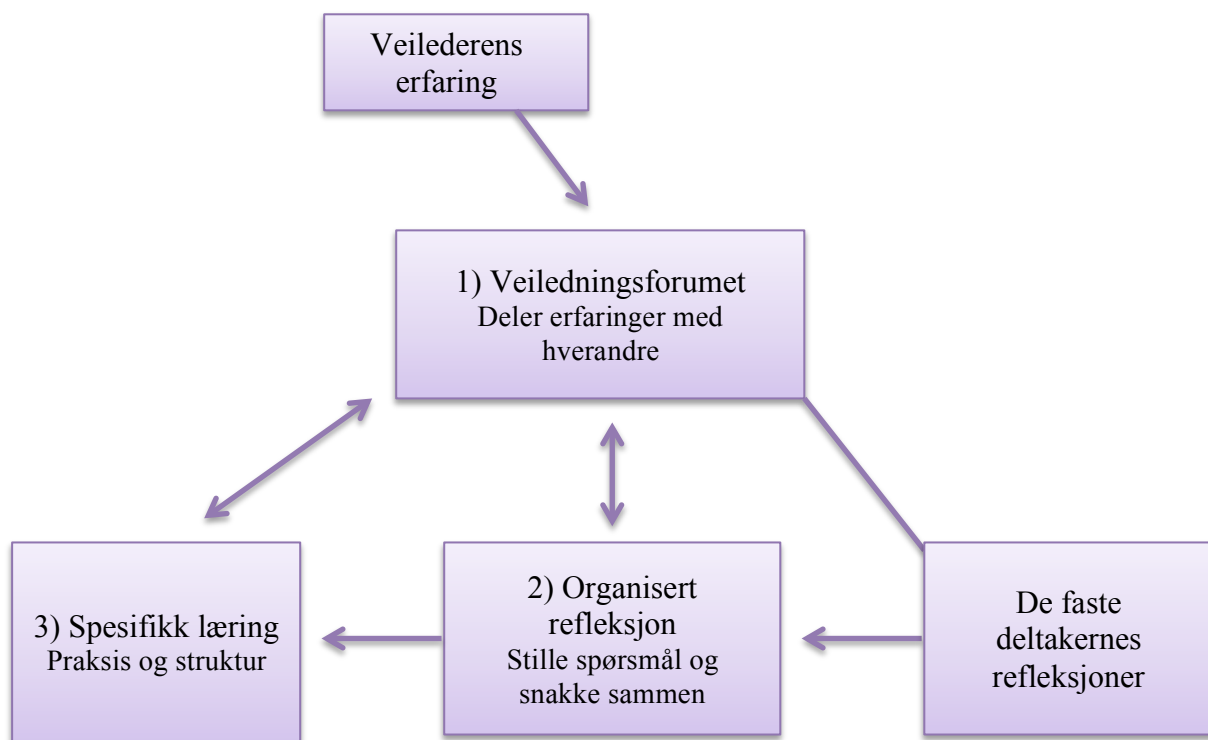 Veilederens
erfaring
1) Veiledningsforumet
Deler erfaringer med
hverandre
3) Spesifikk læring
Praksis og struktur
2) Organisert
refleksjon
Stille spørsmål og
snakke sammen
De faste
deltakernes
refleksjoner